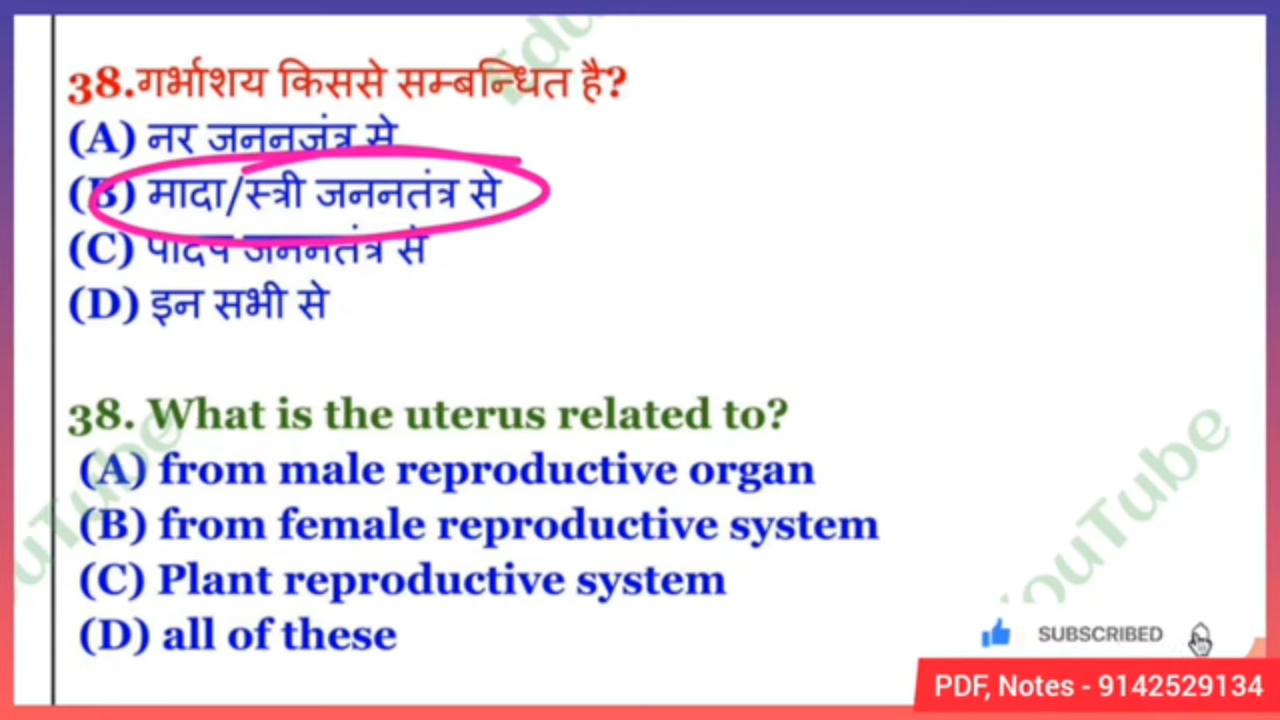 38.गर्भाशय किससे सम्बन्धित है?
(A) नर जननजंत्र से
(B) मादा/स्त्री जननतंत्र से
(C) पादप जननतंत्र से
(D) इन सभी से
38. What is the uterus related to?
(A) from male reproductive organ
(B) from female reproductive system
(C) Plant reproductive system
(D) all of these
SUBSCRIBED
PDF, Notes - 9142529134